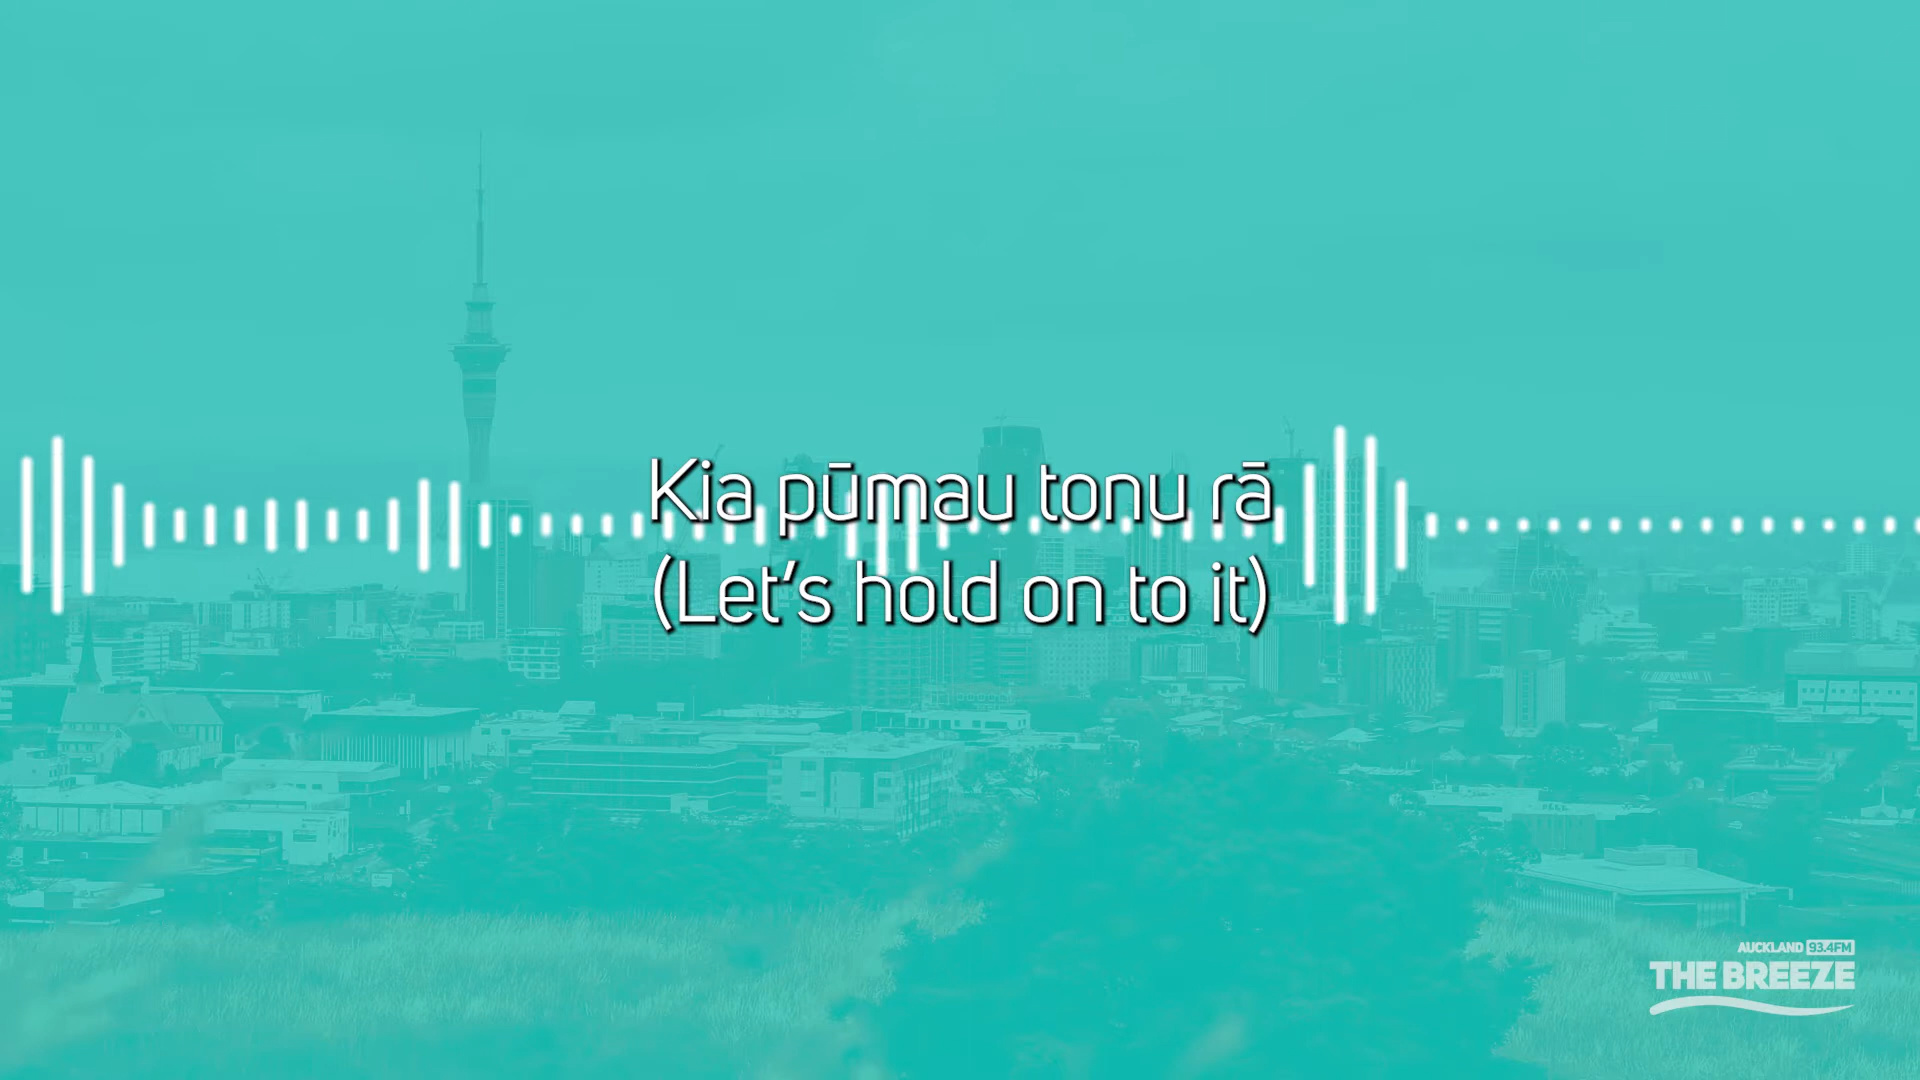 Kia pūmau tonu rā
(Let's hold on to it)
AUCKLAND 93.4FM
THE BREEZE